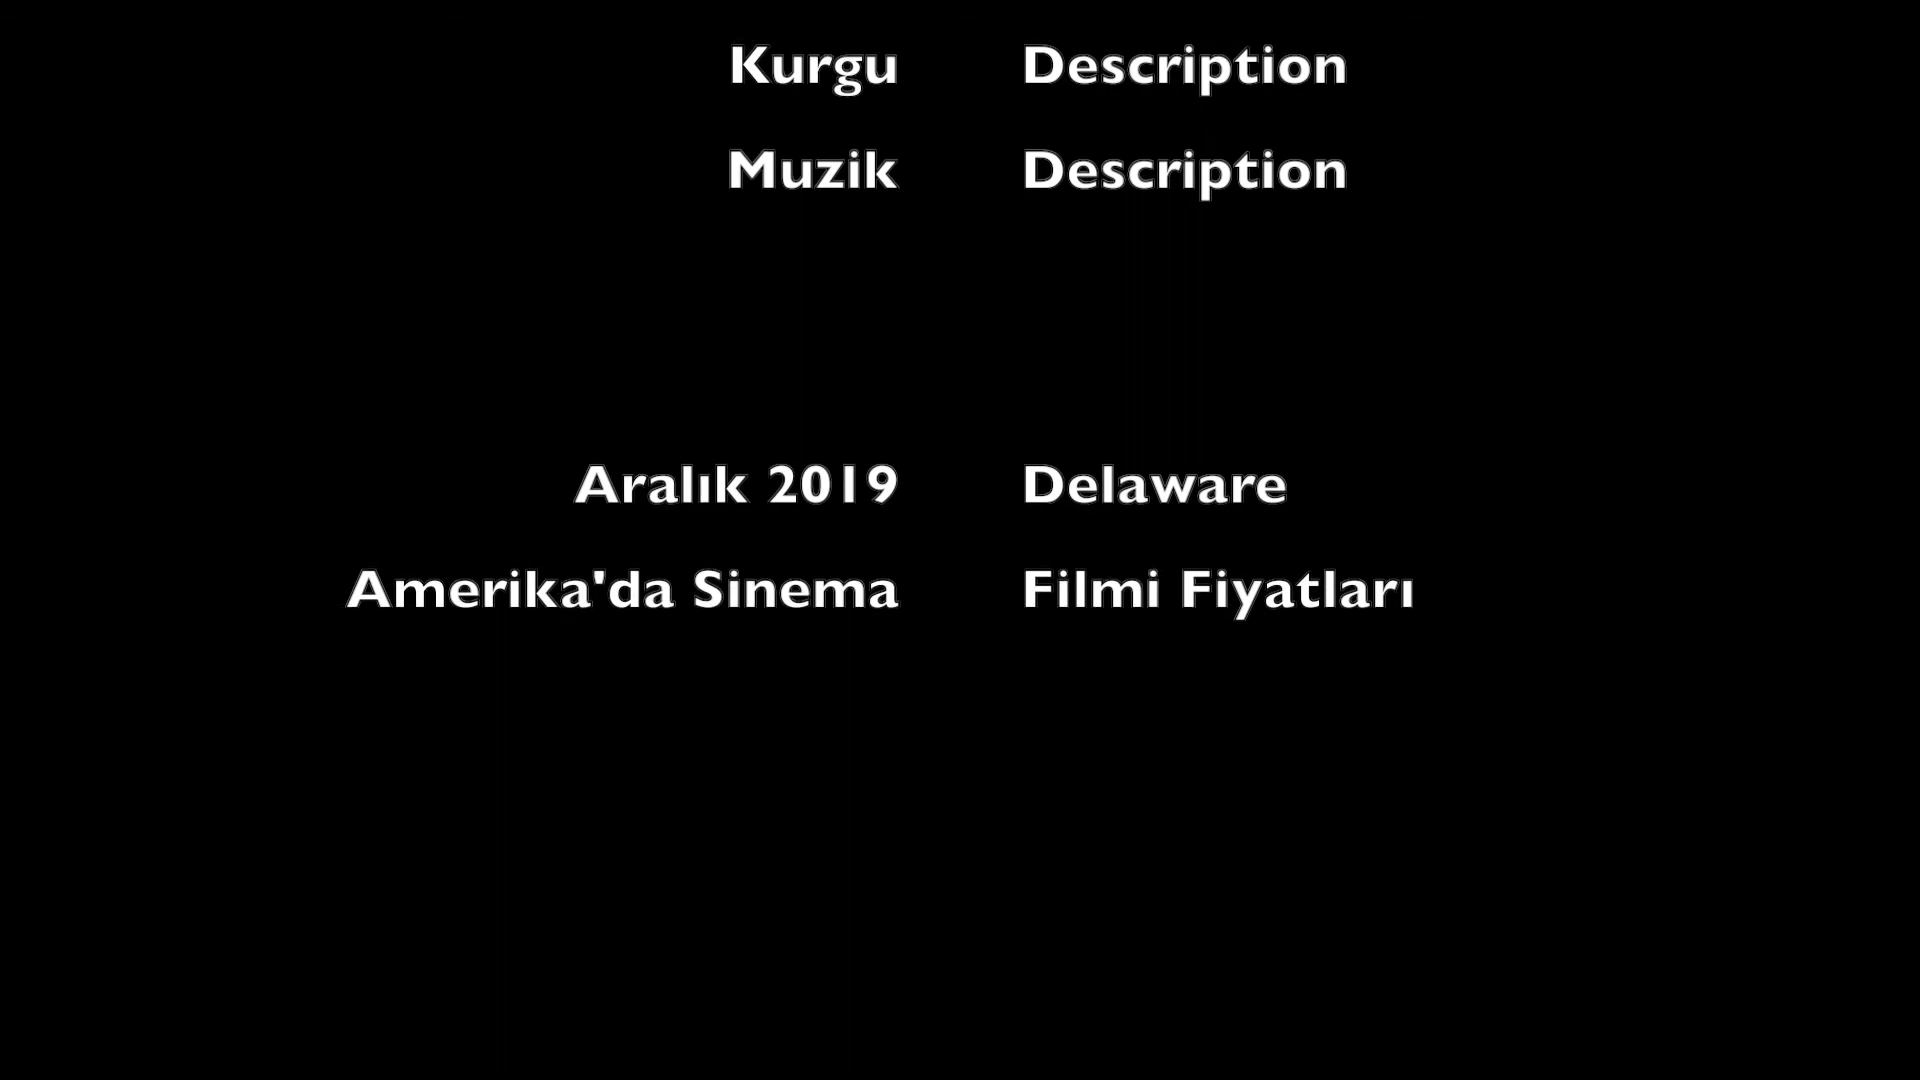 Kurgu Description
Muzik Description
Aralık 2019 Delaware
Amerika'da Sinema Filmi Fiyatları